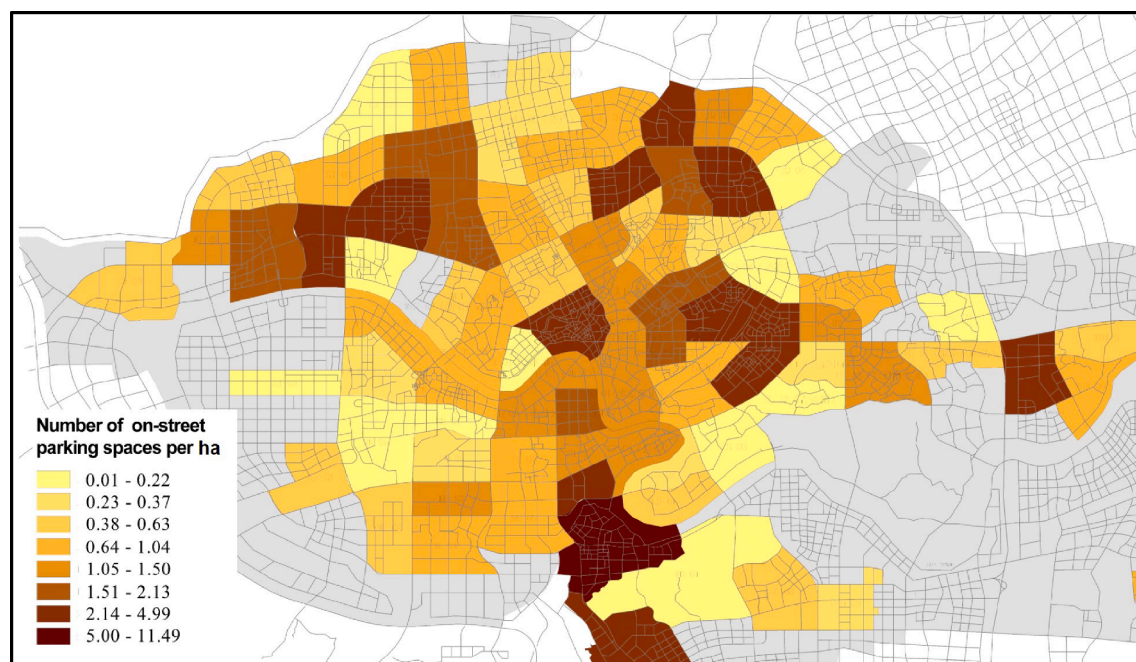 Number of on-street
parking spaces per ha
0.01 - 0.22
0.23 - 0.37
0.38 - 0.63
0.64 - 1.04
1.05 - 1.50
1.51 - 2.13
2.14 - 4.99
5.00 - 11.49